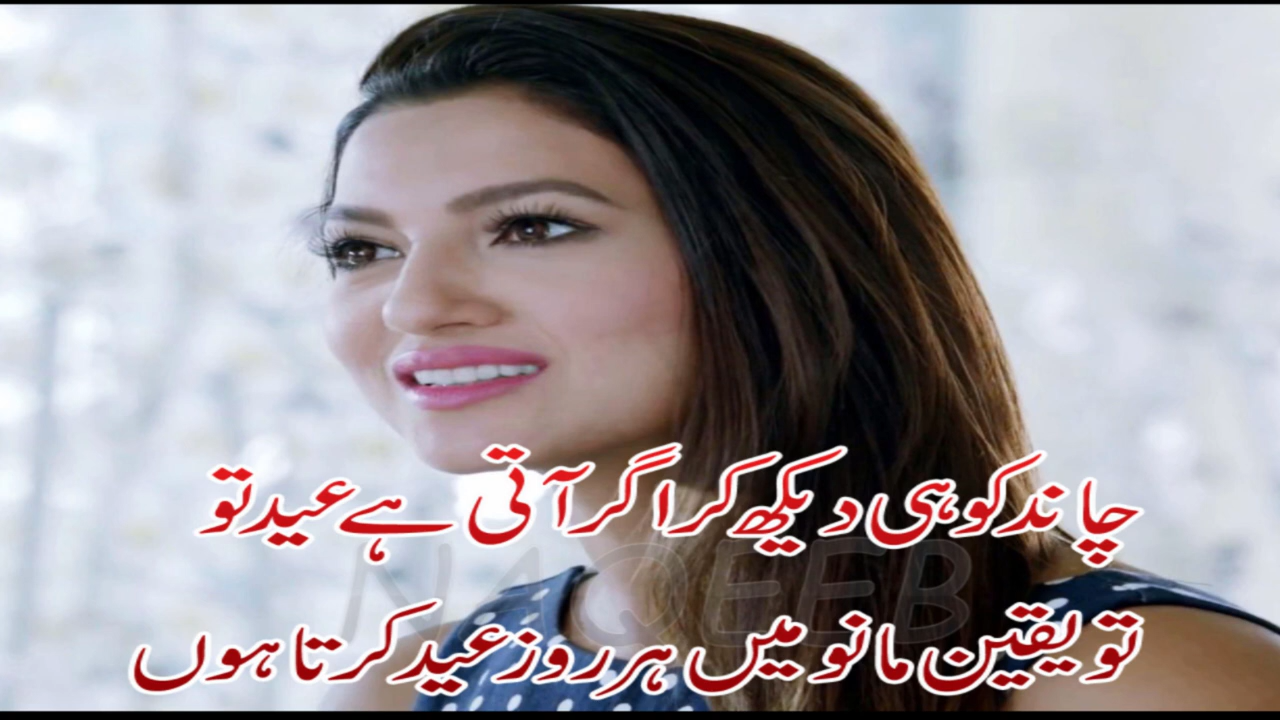 چاند کو ہی دیکھ کر اگر آتی ہے عید تو
تو یقین مانو میں ہر روز عید کرتا ہوں
NAQEEB